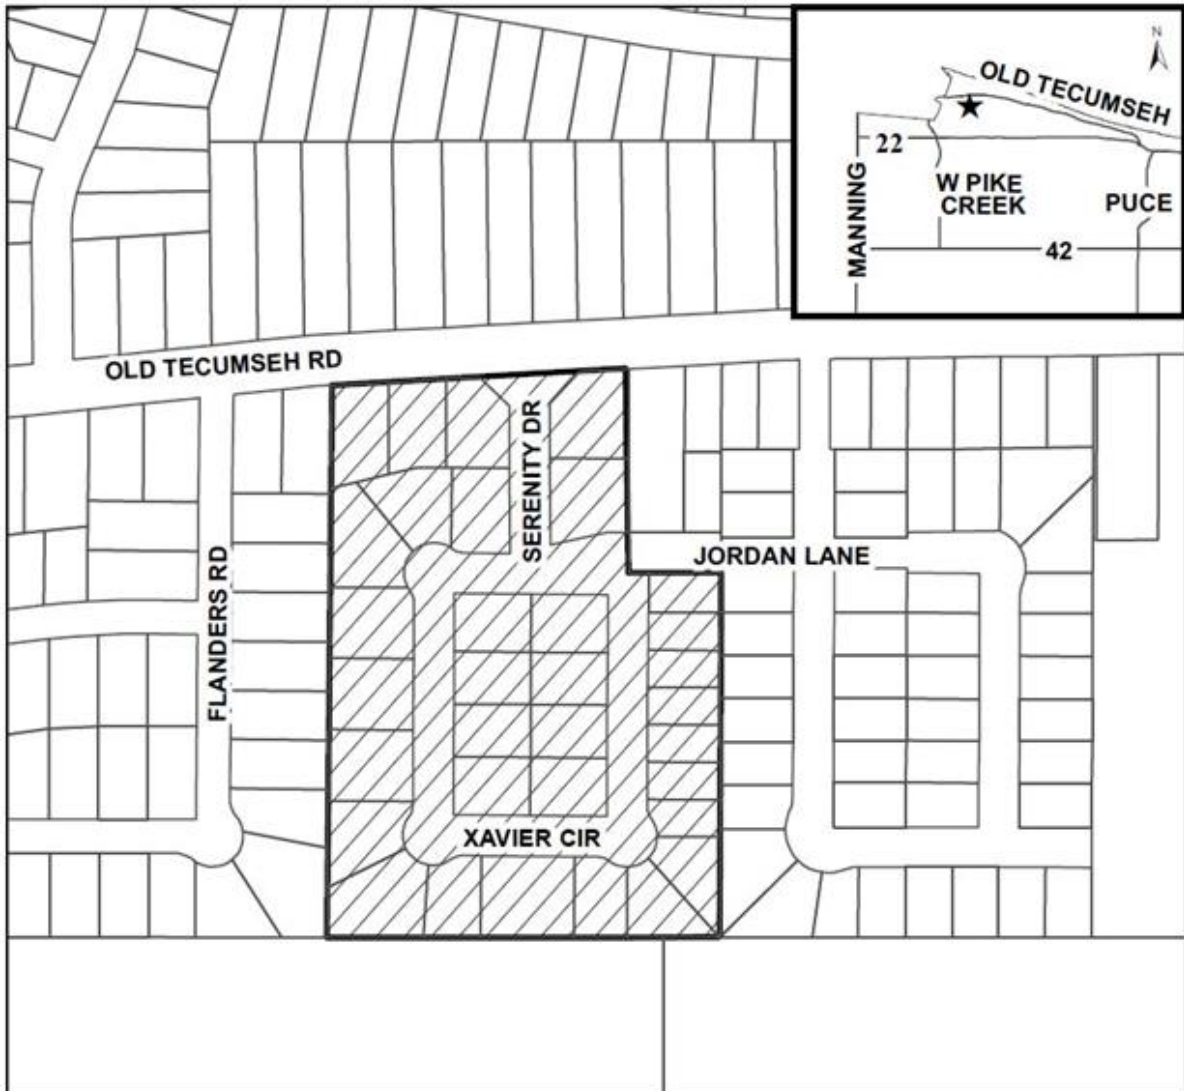 N
OLD TECUMSEH
22
MANNING
W PIKE
CREEK
PUCE
42
OLD TECUMSEH RD
SERENITY DR
FLANDERS RD
JORDAN LANE
XAVIER CIR